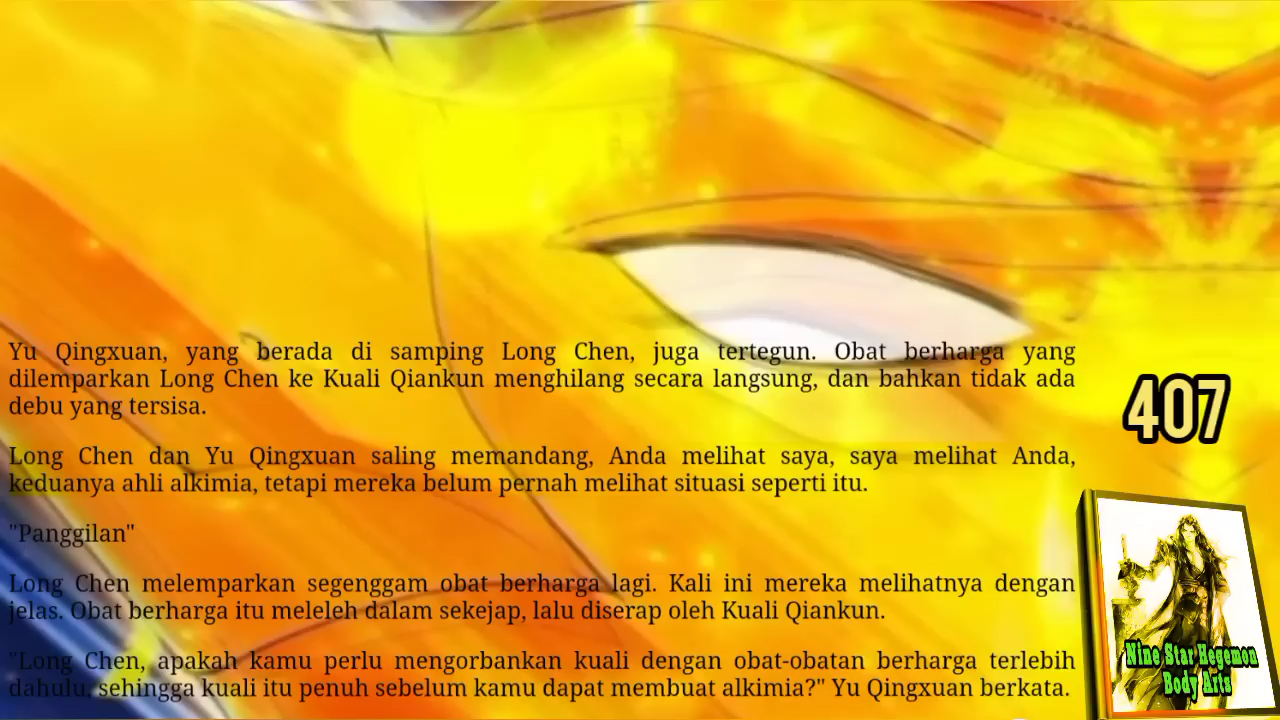 Yu Qingxuan, yang berada di samping Long Chen, juga tertegun. Obat berharga yang
dilemparkan Long Chen ke Kuali Qiankun menghilang secara langsung, dan bahkan tidak ada
debu yang tersisa.
Long Chen dan Yu Qingxuan saling memandang, Anda melihat saya, saya melihat Anda,
keduanya ahli alkimia, tetapi mereka belum pernah melihat situasi seperti itu.
"Panggilan"
Long Chen melemparkan segenggam obat berharga lagi. Kali ini mereka melihatnya dengan
jelas. Obat berharga itu meleleh dalam sekejap, lalu diserap oleh Kuali Qiankun.
"Long Chen, apakah kamu perlu mengorbankan kuali dengan obat-obatan berharga terlebih
dahulu, sehingga kuali itu penuh sebelum kamu dapat membuat alkimia?" Yu Qingxuan berkata.
407
Nine Star Hegemon
Body Arts